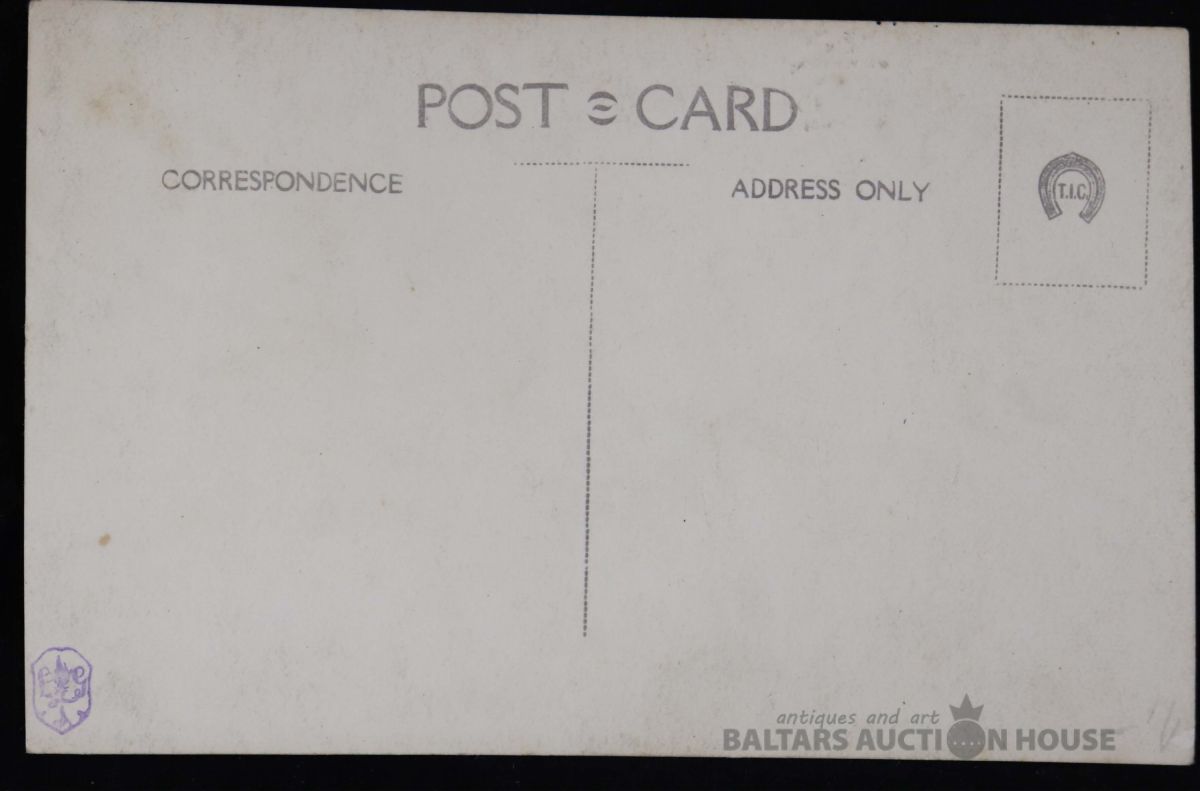 POST CARD
CORRESPONDENCE
ADDRESS ONLY
T.I.C.
antiques and art
BALTARS AUCTION HOUSE